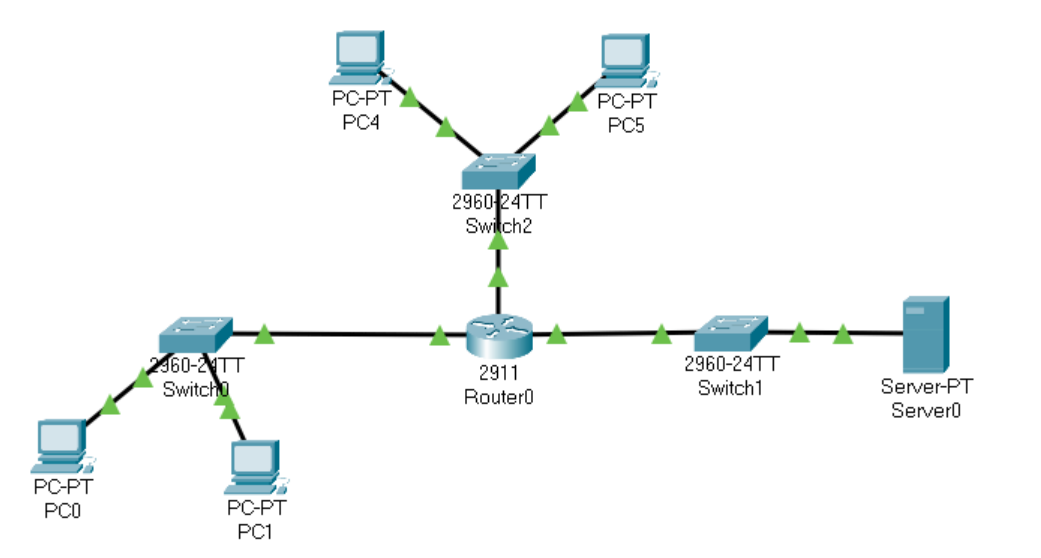 PC-PT
PC4
PC-PT
PC5
2960-24TT
Switch2
2960-24TT
Switch0
2911
Router0
2960-24TT
Switch1
Server-PT
Server0
PC-PT
PC0
PC-PT
PC1